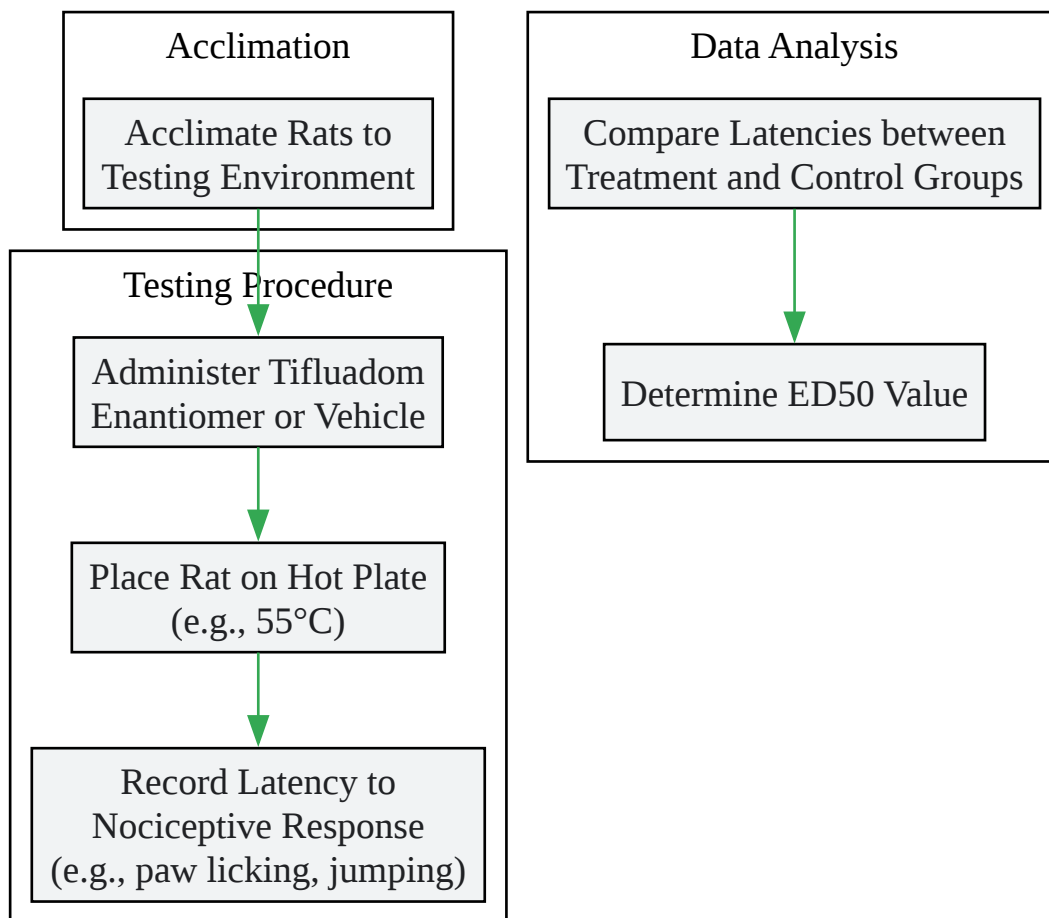 Acclimation
Acclimate Rats to
Testing Environment
Testing Procedure
Administer Tifluadom
Enantiomer or Vehicle
Place Rat on Hot Plate
(e.g., 55°C)
Record Latency to
Nociceptive Response
(e.g., paw licking, jumping)
Data Analysis
Compare Latencies between
Treatment and Control Groups
Determine ED50 Value